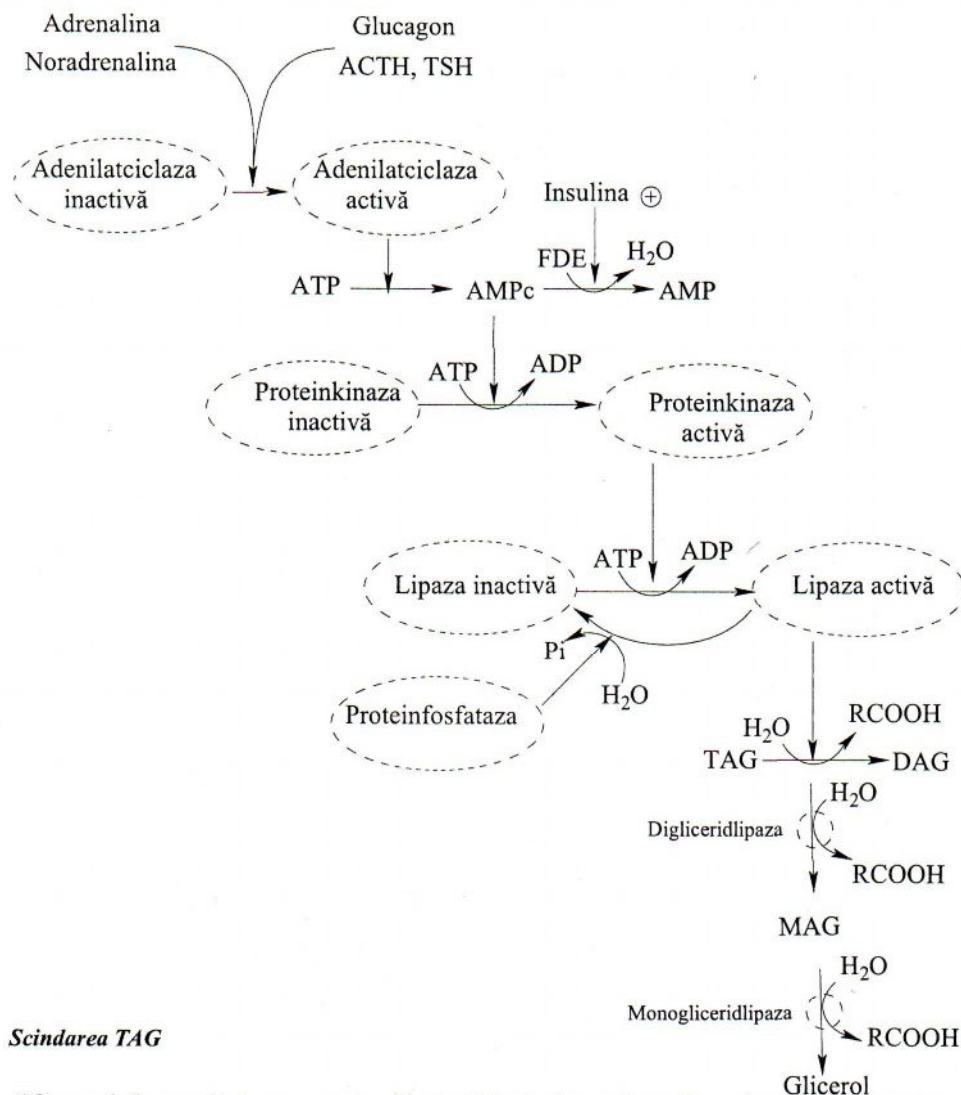 Adrenalina
Noradrenalina
Glucagon
ACTH, TSH
Adenilatciclaza
inactivă
Adenilatciclaza
activă
Insulina ⊕
FDE
H₂O
ATP
AMPc
AMP
Proteinkinaza
inactivă
ATP
ADP
Proteinkinaza
activă
Lipaza inactivă
ATP
ADP
Lipaza activă
Pi
H₂O
Proteinfosfataza
H₂O
RCOOH
TAG
DAG
H₂O
Digliceridlipaza
RCOOH
MAG
H₂O
Monogliceridlipaza
RCOOH
Scindarea TAG
Glicerol